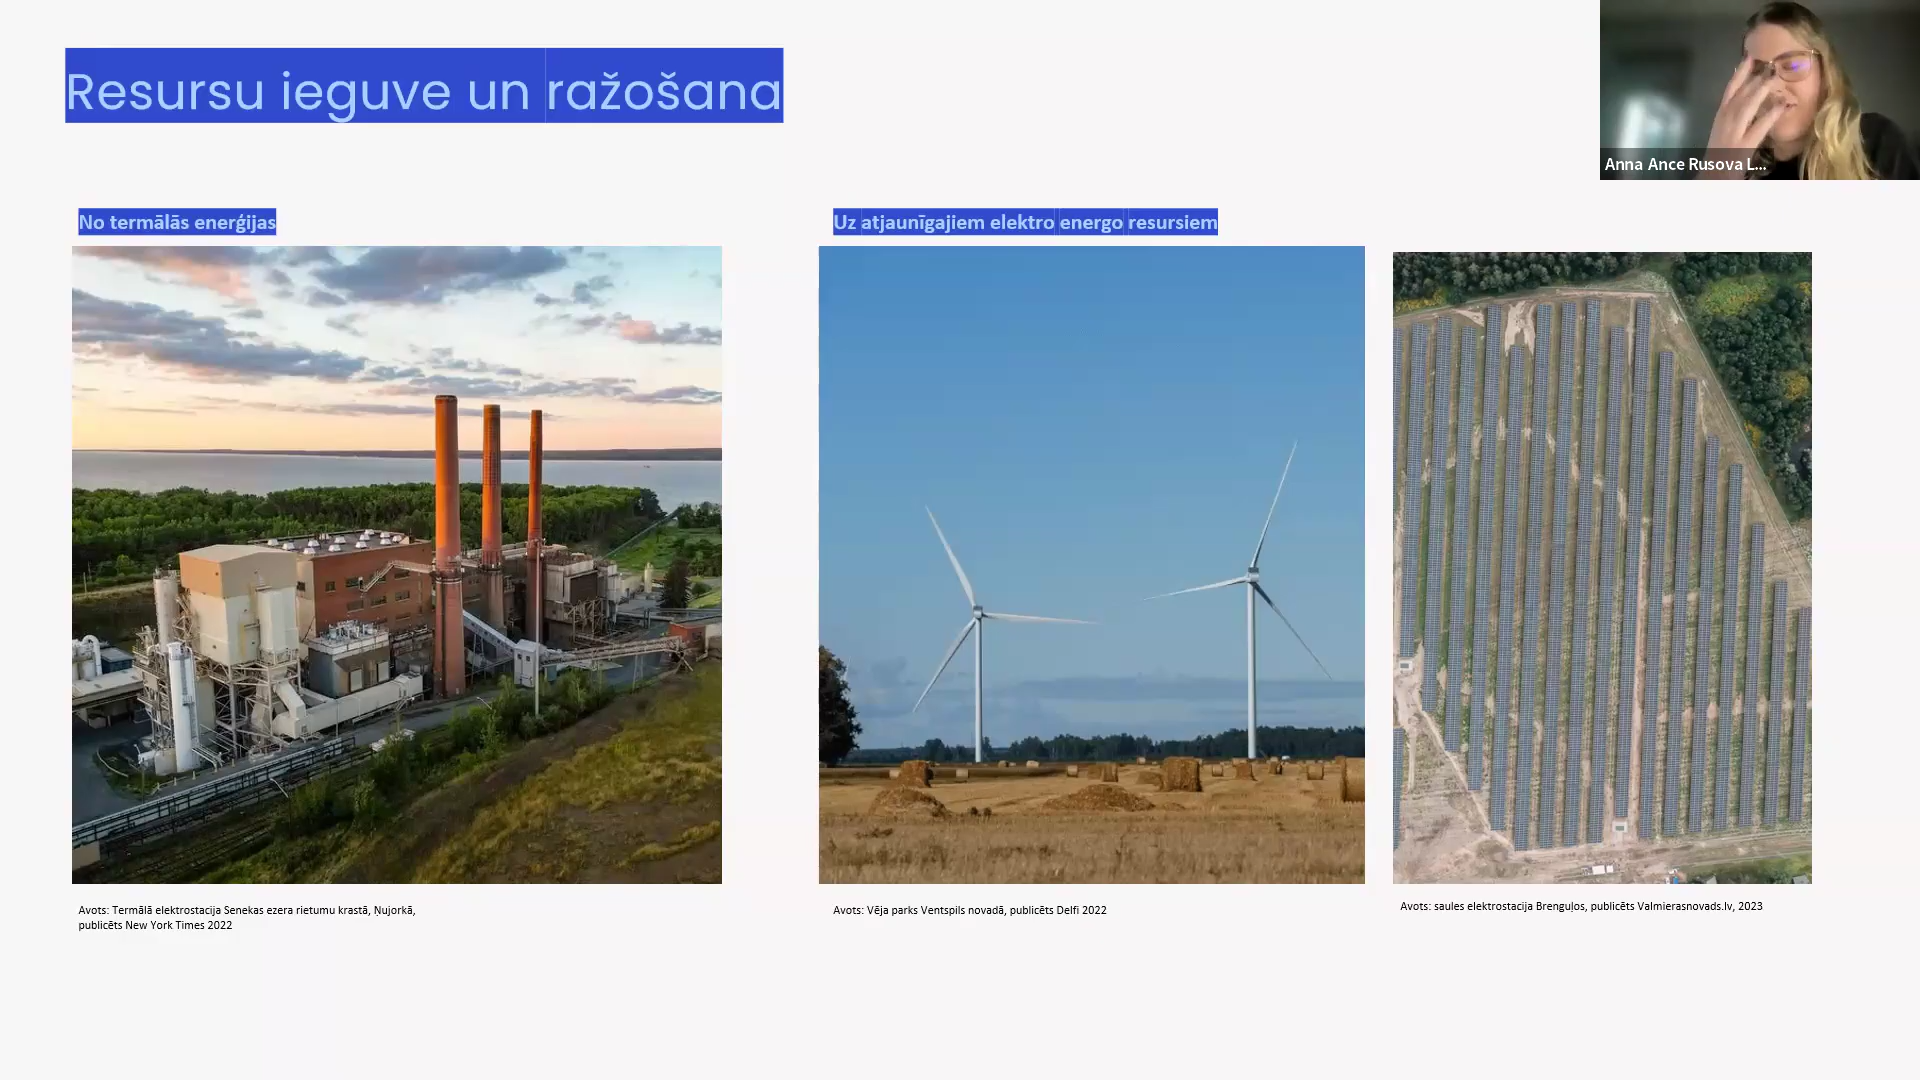 Resursu ieguve un ražošana
Anna Ance Rusova L...
No termālās enerģijas
Uz atjaunīgajiem elektro energo resursiem
Avots: Termālā elektrostacija Senekas ezera rietumu krastā, Ņujorkā,
publicēts New York Times 2022
Avots: Vēja parks Ventspils novadā, publicēts Delfi 2022
Avots: saules elektrostacija Brenguļos, publicēts Valmierasnovads.lv, 2023